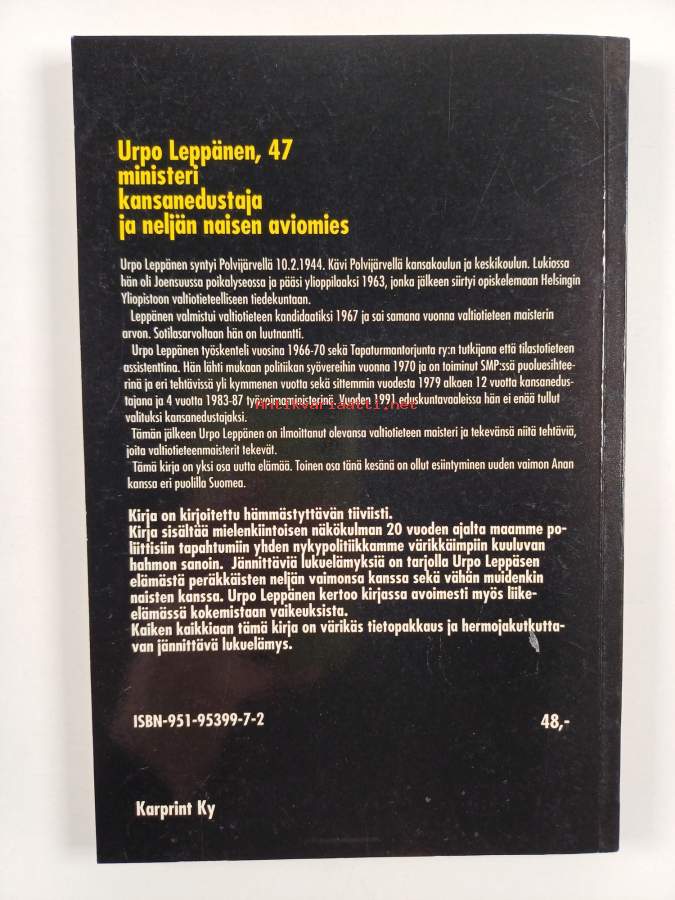 Urpo Leppänen, 47
ministeri
kansanedustaja
ja neljän naisen aviomies
Urpo Leppänen syntyi Polvijärvellä 10.2.1944. Kävi Polvijärvellä kansakoulun ja keskikoulun. Lukiossa
hän oli Joensuussa poikalyseossa ja pääsi ylioppilaaksi 1963, jonka jälkeen siirtyi opiskelemaan Helsingin
Yliopistoon valtiotieteelliseen tiedekuntaan.
Leppänen valmistui valtiotieteen kandidaatiksi 1967 ja sai samana vuonna valtiotieteen maisterin
arvon. Sotilasarvoltaan hän on luutnantti.
Urpo Leppänen työskenteli vuosina 1966-70 sekä Tapaturmantorjunta ry:n tutkijana että tilastotieteen
assistenttina. Hän lähti mukaan politiikan syövereihin vuonna 1970 ja on toiminut SMP:ssä puoluesihtee-
rinä ja eri tehtävissä yli kymmenen vuotta sekä sittemmin vuodesta 1979 alkaen 12 vuotta kansanedus-
tajana ja 4 vuotta 1983-87 työvoimaministerinä. Vuoden 1991 eduskuntavaaleissa hän ei enää tullut
Antikvariaatti.net
valituksi kansanedustajaksi.
Tämän jälkeen Urpo Leppänen on ilmoittanut olevansa valtiotieteen maisteri ja tekevänsä niitä tehtäviä,
joita valtiotieteenmaisterit tekevät.
Tämä kirja on yksi osa uutta elämää. Toinen osa tänä kesänä on ollut esiintyminen uuden vaimon Anan
kanssa eri puolilla Suomea.
Kirja on kirjoitettu hämmästyttävän tiiviisti.
Kirja sisältää mielenkiintoisen näkökulman 20 vuoden ajalta maamme po-
liittisiin tapahtumiin yhden nykypolitiikkamme värikkäimpiin kuuluvan
hahmon sanoin. Jännittäviä lukuelämyksiä on tarjolla Urpo Leppäsen
elämästä peräkkäisten neljän vaimonsa kanssa sekä vähän muidenkin
naisten kanssa. Urpo Leppänen kertoo kirjassa avoimesti myös liike-
elämässä kokemistaan vaikeuksista.
Kaiken kaikkiaan tämä kirja on värikäs tietopakkaus ja hermojakutkutta-
van jännittävä lukuelämys.
ISBN-951-95399-7-2
48,-
Karprint Ky